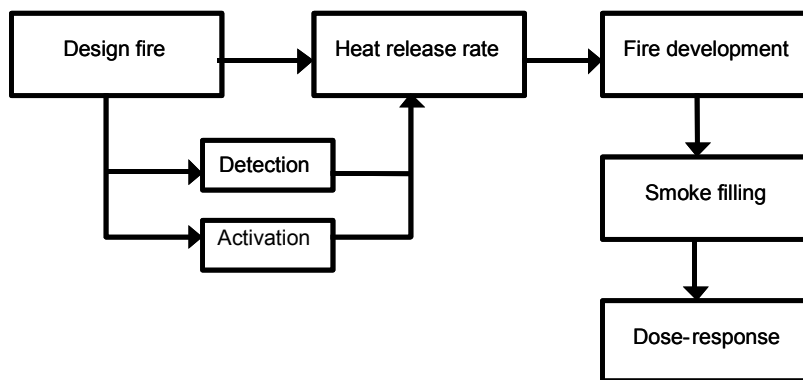 Design fire
Heat release rate
Fire development
Detection
Activation
Smoke filling
Dose-response